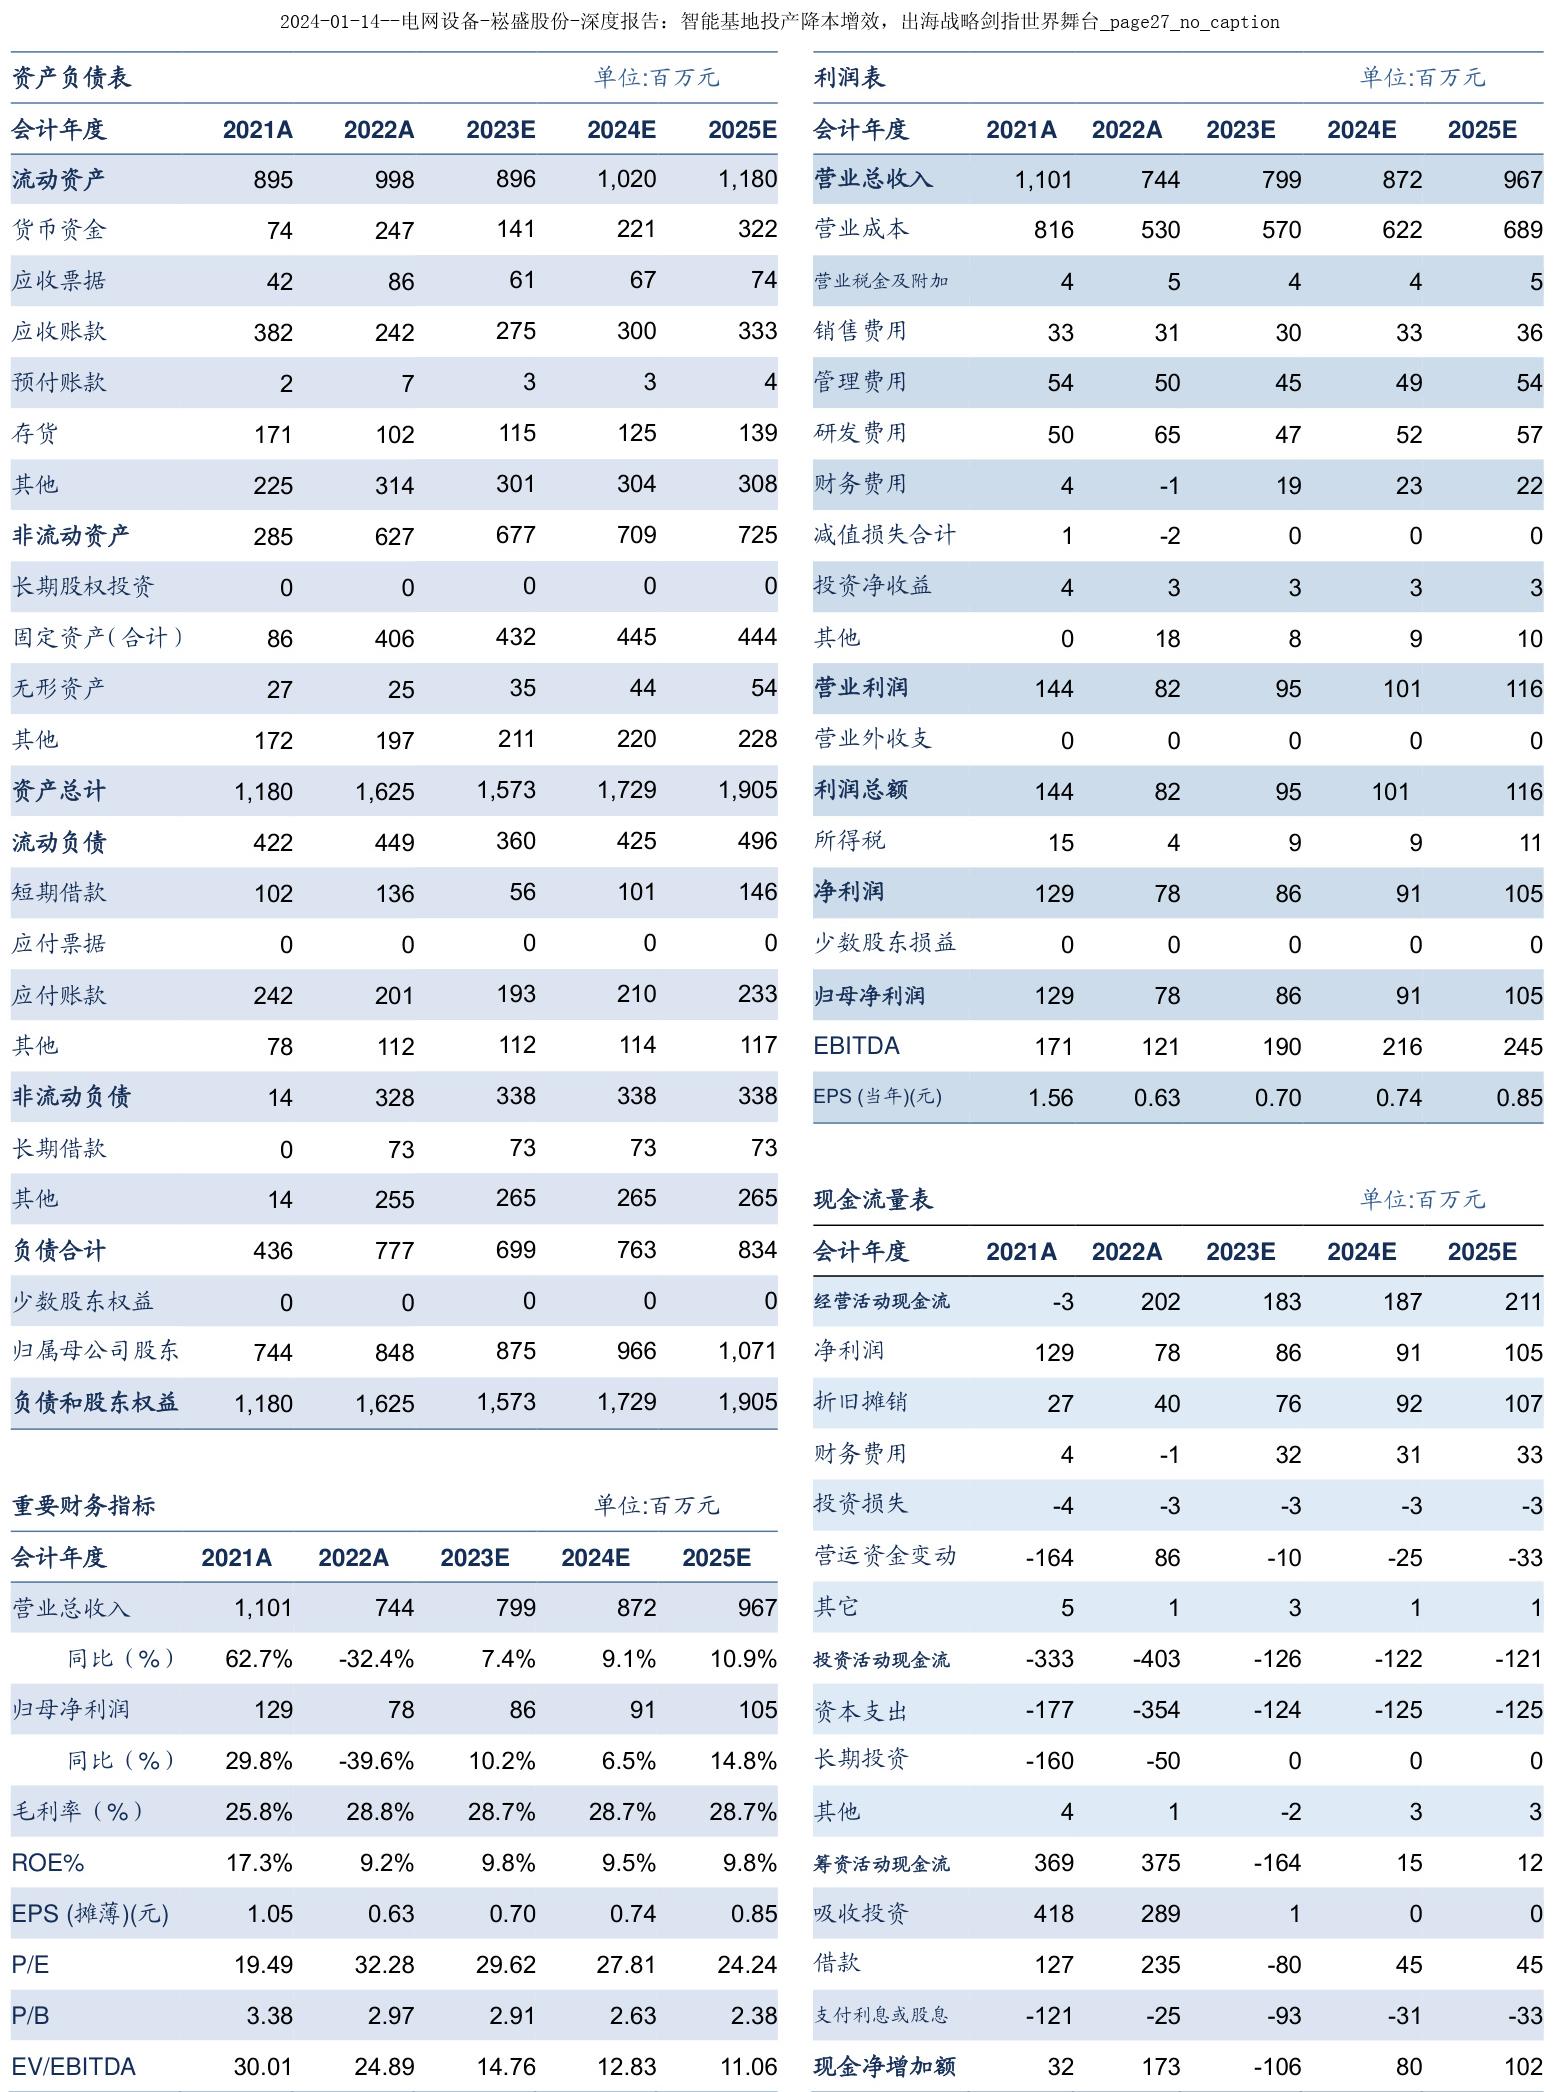 2024-01-14--电网设备-崧盛股份-深度报告：智能基地投产降本增效，出海战略剑指世界舞台_page27_no_caption
资产负债表 单位:百万元
会计年度 2021A 2022A 2023E 2024E 2025E
流动资产 895 998 896 1,020 1,180
货币资金 74 247 141 221 322
应收票据 42 86 61 67 74
应收账款 382 242 275 300 333
预付账款 2 7 3 3 4
存货 171 102 115 125 139
其他 225 314 301 304 308
非流动资产 285 627 677 709 725
长期股权投资 0 0 0 0 0
固定资产（合计） 86 406 432 445 444
无形资产 27 25 35 44 54
其他 172 197 211 220 228
资产总计 1,180 1,625 1,573 1,729 1,905
流动负债 422 449 360 425 496
短期借款 102 136 56 101 146
应付票据 0 0 0 0 0
应付账款 242 201 193 210 233
其他 78 112 112 114 117
非流动负债 14 328 338 338 338
长期借款 0 73 73 73 73
其他 14 255 265 265 265
负债合计 436 777 699 763 834
少数股东权益 0 0 0 0 0
归属母公司股东 744 848 875 966 1,071
负债和股东权益 1,180 1,625 1,573 1,729 1,905
重要财务指标 单位:百万元
会计年度 2021A 2022A 2023E 2024E 2025E
营业总收入 1,101 744 799 872 967
同比（%） 62.7% -32.4% 7.4% 9.1% 10.9%
归母净利润 129 78 86 91 105
同比（%） 29.8% -39.6% 10.2% 6.5% 14.8%
毛利率（%） 25.8% 28.8% 28.7% 28.7% 28.7%
ROE% 17.3% 9.2% 9.8% 9.5% 9.8%
EPS (摊薄)(元) 1.05 0.63 0.70 0.74 0.85
P/E 19.49 32.28 29.62 27.81 24.24
P/B 3.38 2.97 2.91 2.63 2.38
EV/EBITDA 30.01 24.89 14.76 12.83 11.06
利润表 单位:百万元
会计年度 2021A 2022A 2023E 2024E 2025E
营业总收入 1,101 744 799 872 967
营业成本 816 530 570 622 689
营业税金及附加 4 5 4 4 5
销售费用 33 31 30 33 36
管理费用 54 50 45 49 54
研发费用 50 65 47 52 57
财务费用 4 -1 19 23 22
减值损失合计 1 -2 0 0 0
投资净收益 4 3 3 3 3
其他 0 18 8 9 10
营业利润 144 82 95 101 116
营业外收支 0 0 0 0 0
利润总额 144 82 95 101 116
所得税 15 4 9 9 11
净利润 129 78 86 91 105
少数股东损益 0 0 0 0 0
归母净利润 129 78 86 91 105
EBITDA 171 121 190 216 245
EPS (当年)(元) 1.56 0.63 0.70 0.74 0.85
现金流量表 单位:百万元
会计年度 2021A 2022A 2023E 2024E 2025E
经营活动现金流 -3 202 183 187 211
净利润 129 78 86 91 105
折旧摊销 27 40 76 92 107
财务费用 4 -1 32 31 33
投资损失 -4 -3 -3 -3 -3
营运资金变动 -164 86 -10 -25 -33
其它 5 1 3 1 1
投资活动现金流 -333 -403 -126 -122 -121
资本支出 -177 -354 -124 -125 -125
长期投资 -160 -50 0 0 0
其他 4 1 -2 3 3
筹资活动现金流 369 375 -164 15 12
吸收投资 418 289 1 0 0
借款 127 235 -80 45 45
支付利息或股息 -121 -25 -93 -31 -33
现金净增加额 32 173 -106 80 102